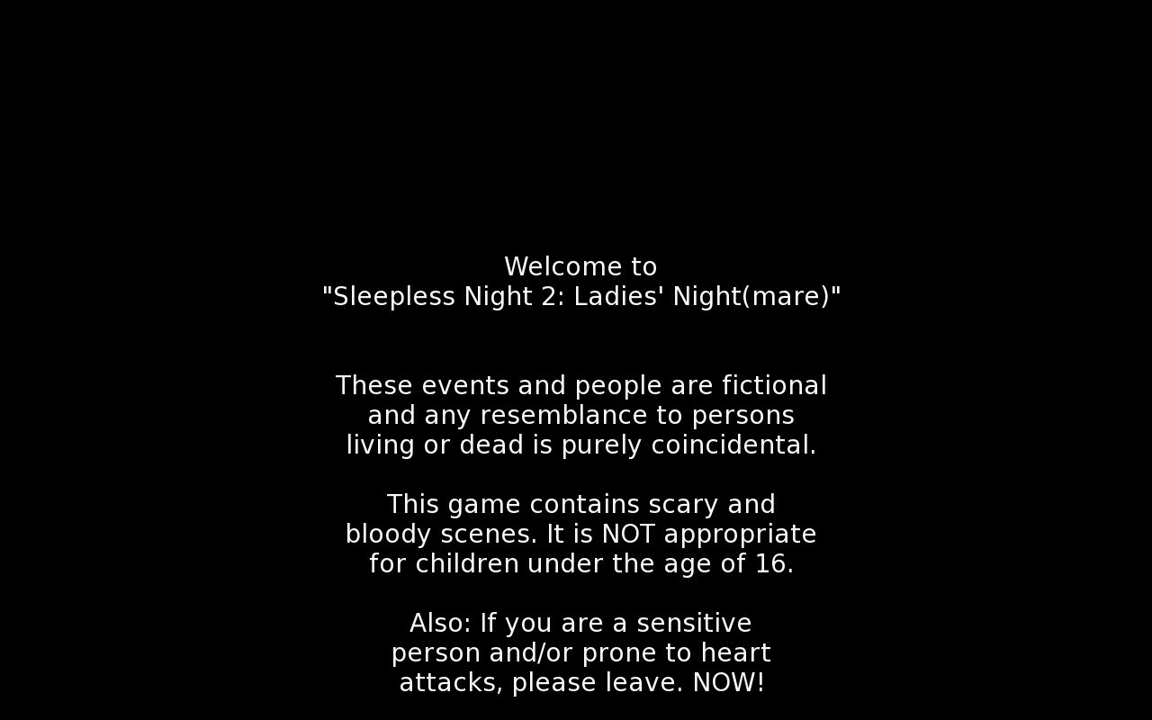 Welcome to
"Sleepless Night 2: Ladies' Night(mare)"
These events and people are fictional
and any resemblance to persons
living or dead is purely coincidental.
This game contains scary and
bloody scenes. It is NOT appropriate
for children under the age of 16.
Also: If you are a sensitive
person and/or prone to heart
attacks, please leave. NOW!